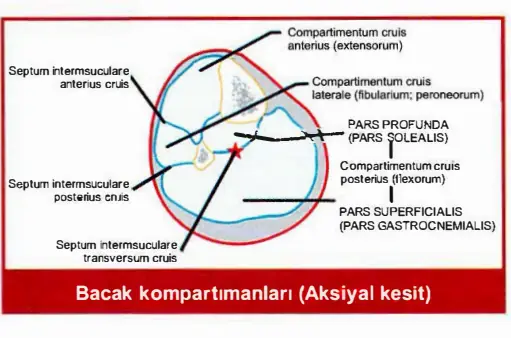 Compartimentum cruis
anterius (extensorum)
Septum intermsuculare
anterius cruis
Compartimentum cruis
laterale (fibularium; peroneorum)
PARS PROFUNDA
(PARS SOLEALIS)
Compartimentum cruis
posterius (flexorum)
Septum intermsuculare
posterius cruis
PARS SUPERFICIALIS
(PARS GASTROCNEMIALIS)
Septum intermsuculare
transversum cruis
Bacak kompartımanları (Aksiyal kesit)